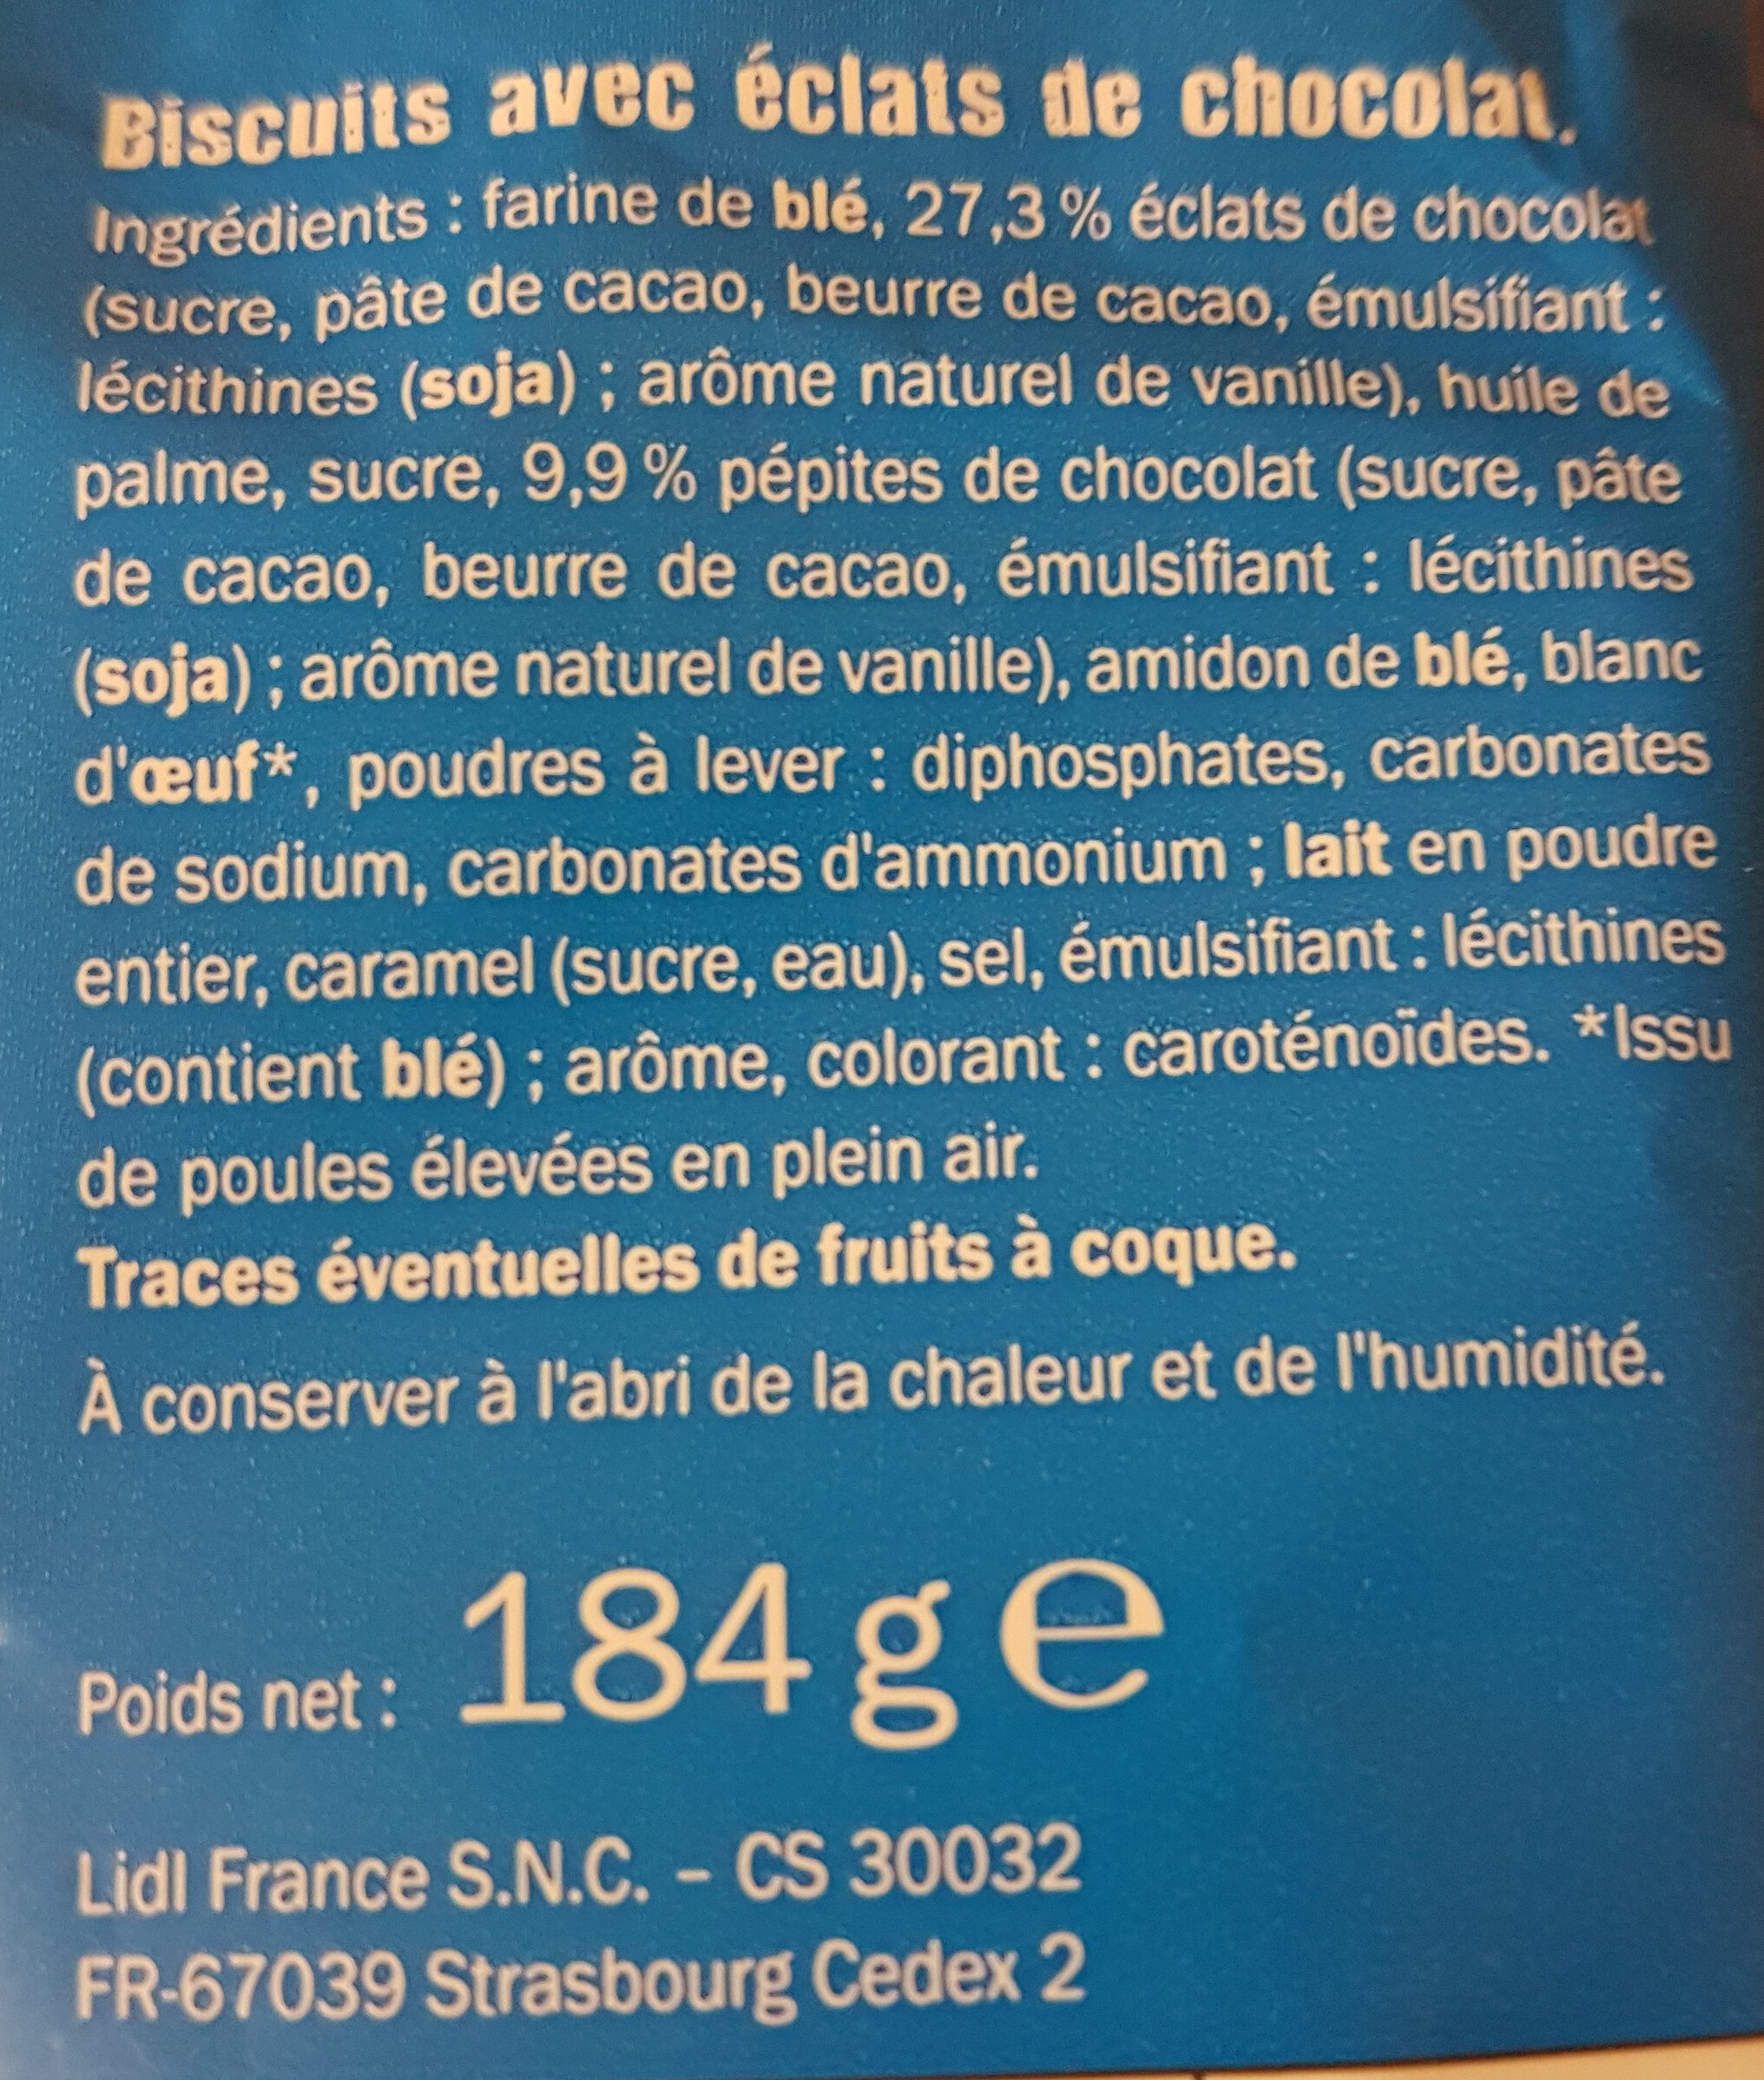 Biscuits avec éclats de chocolat.
Ingrédients : farine de blé, 27,3 % éclats de chocolat
(sucre, pâte de cacao, beurre de cacao, émulsifiant :
lécithines (soja) ; arôme naturel de vanille), huile de
palme, sucre, 9,9 % pépites de chocolat (sucre, pâte
de cacao, beurre de cacao, émulsifiant : lécithines
(soja) ; arôme naturel de vanille), amidon de blé, blanc
d'œuf*, poudres à lever : diphosphates, carbonates
de sodium, carbonates d'ammonium ; lait en poudre
entier, caramel (sucre, eau), sel, émulsifiant : lécithines
(contient blé) ; arôme, colorant : caroténoïdes. *Issu
de poules élevées en plein air.
Traces éventuelles de fruits à coque.
À conserver à l'abri de la chaleur et de l'humidité.
Poids net : 184 g e
Lidl France S.N.C. – CS 30032
FR-67039 Strasbourg Cedex 2